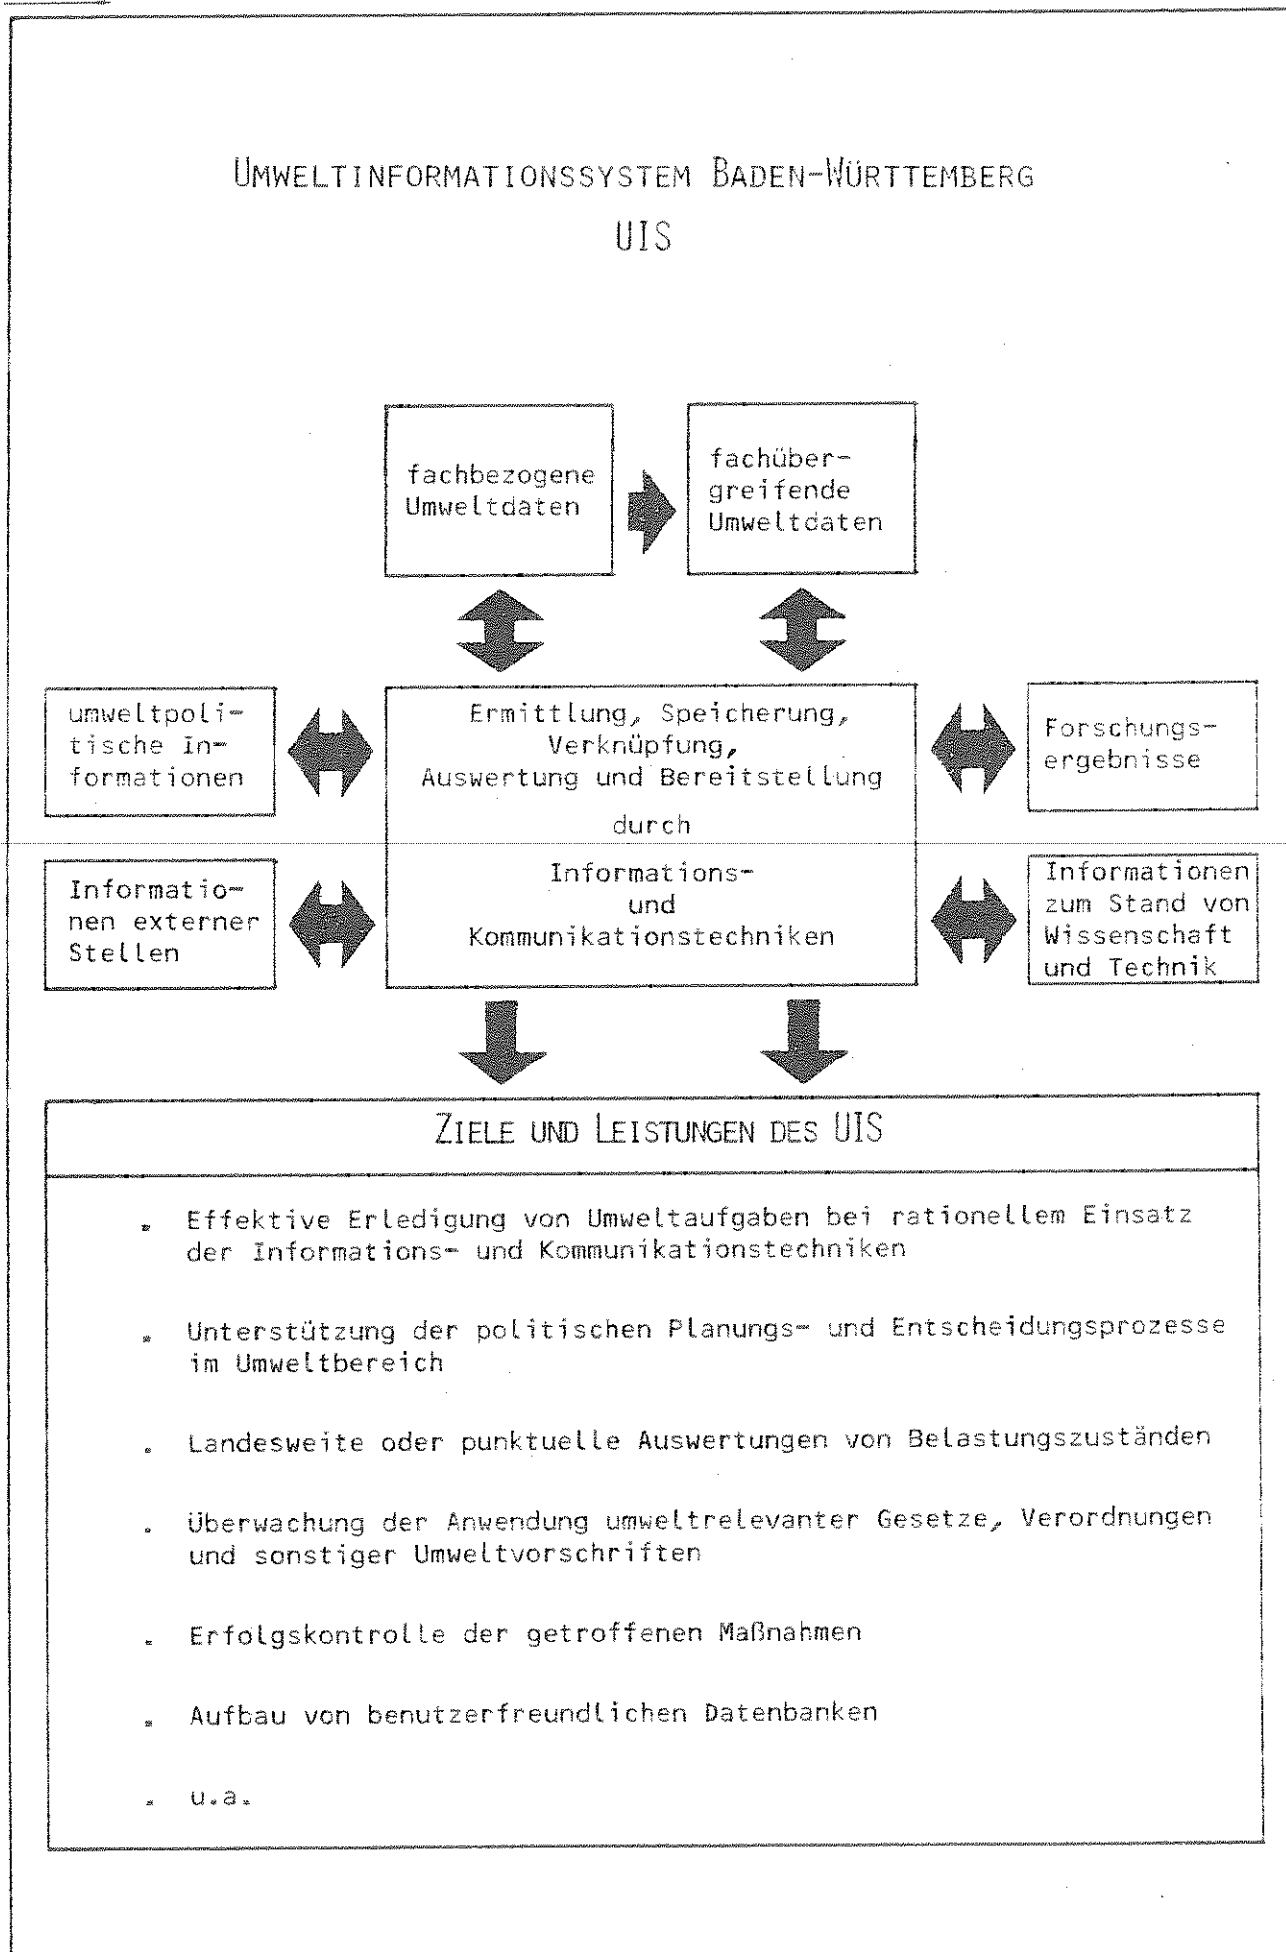 UMWELTINFORMATIONSSYSTEM BADEN-WÜRTTEMBERG
UIS
fachbezogene
Umweltdaten
fachüber-
greifende
Umweltdaten
umweltpoli-
tische In-
formationen
Ermittlung, Speicherung,
Verknüpfung,
Auswertung und Bereitstellung
durch
Informations-
und
Kommunikationstechniken
Forschungs-
ergebnisse
Informatio-
nen externer
Stellen
Informationen
zum Stand von
Wissenschaft
und Technik
ZIELE UND LEISTUNGEN DES UIS
. Effektive Erledigung von Umweltaufgaben bei rationellem Einsatz
der Informations- und Kommunikationstechniken
. Unterstützung der politischen Planungs- und Entscheidungsprozesse
im Umweltbereich
. Landesweite oder punktuelle Auswertungen von Belastungszuständen
. Überwachung der Anwendung umweltrelevanter Gesetze, Verordnungen
und sonstiger Umweltvorschriften
. Erfolgskontrolle der getroffenen Maßnahmen
. Aufbau von benutzerfreundlichen Datenbanken
. u.a.